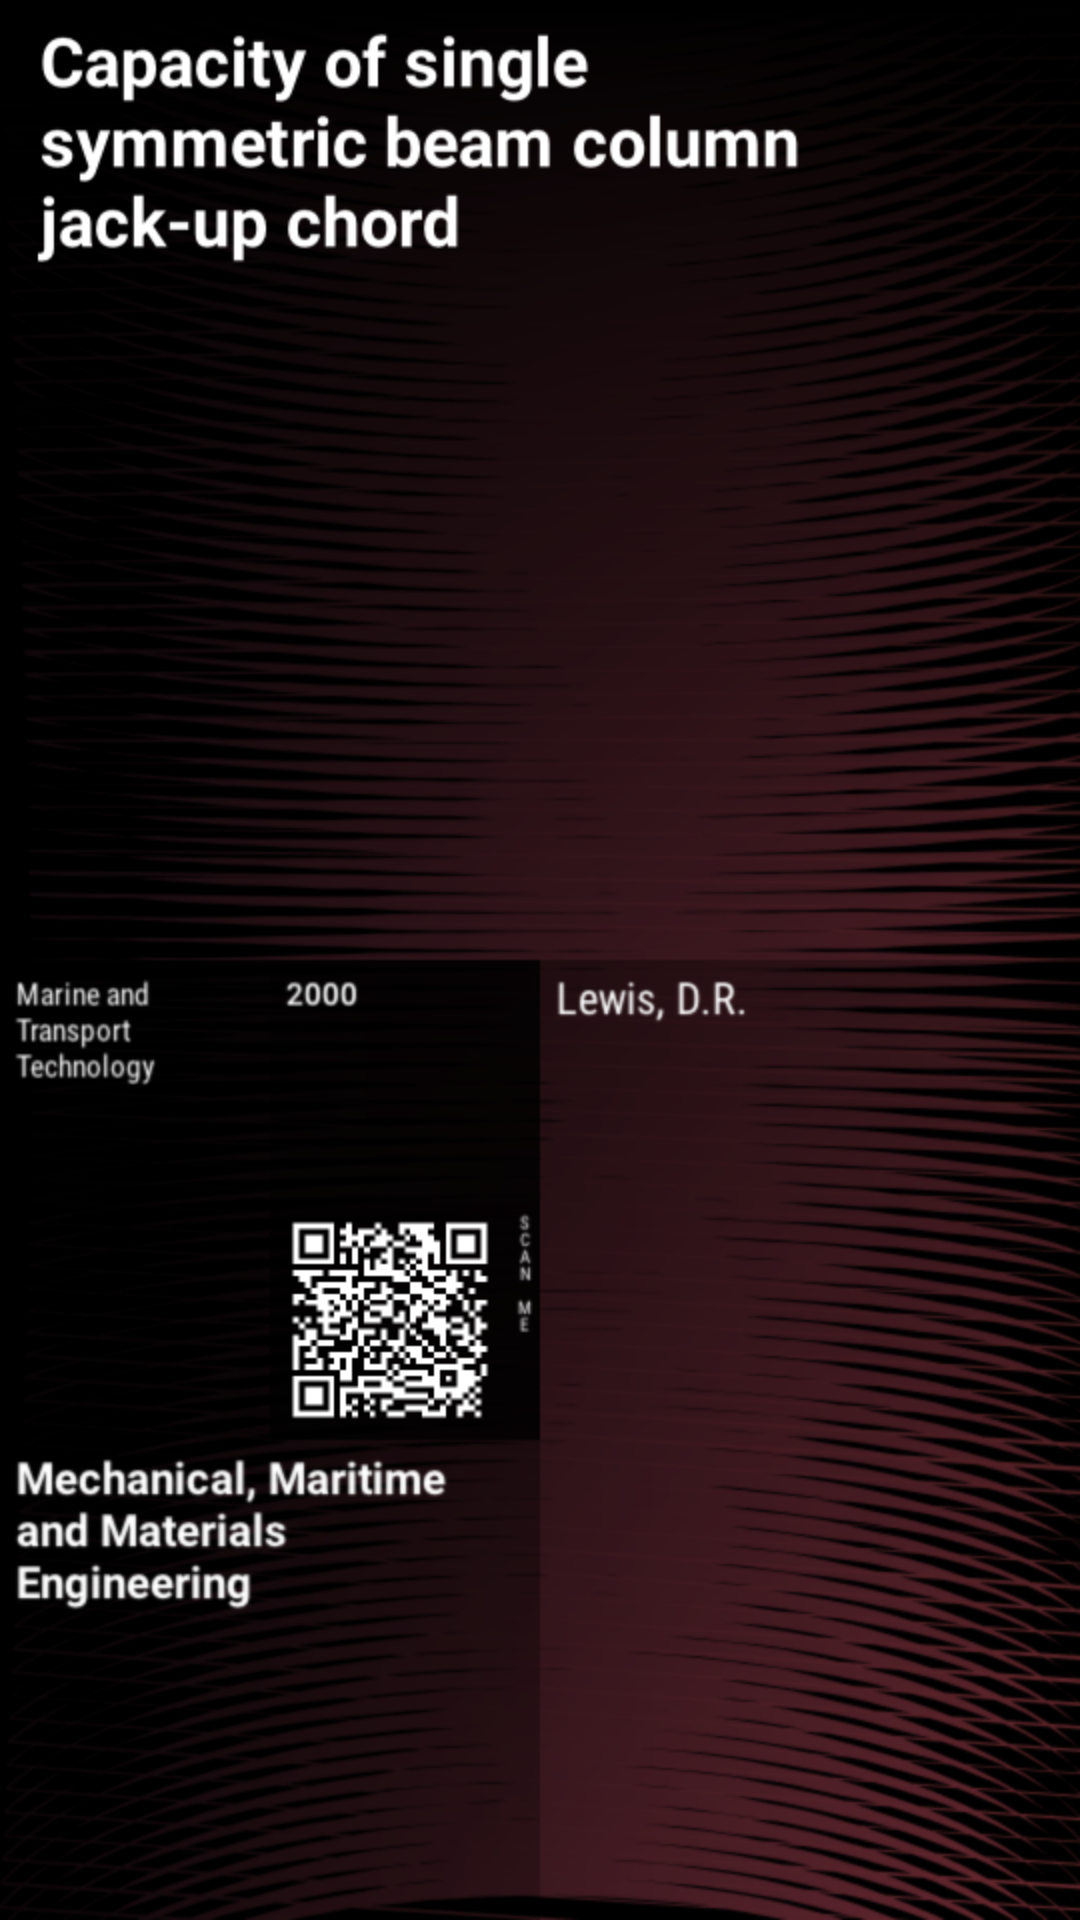 Capacity of single
symmetric beam column
jack-up chord
Marine and
Transport
Technology
2000
Lewis, D.R.
SCAN ME
Mechanical, Maritime
and Materials
Engineering